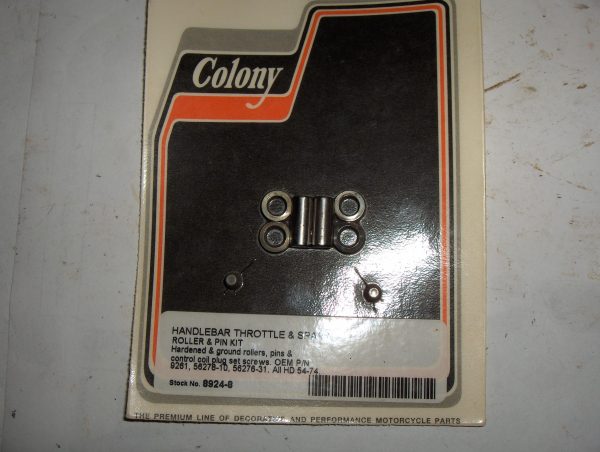 Colony
HANDLEBAR THROTTLE & SPARK
ROLLER & PIN KIT
Hardened & ground rollers, pins &
control coil plug set screws. OEM P/N
9261, 56278-10, 56276-31. All HD 54-74
Stock No. 8924-8
THE PREMIUM LINE OF DECORATIVE AND PERFORMANCE MOTORCYCLE PARTS